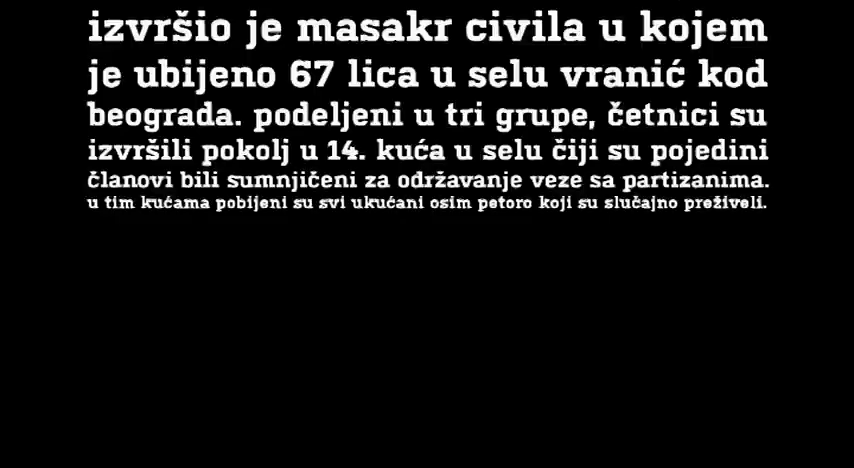 izvršio je masakr civila u kojem
je ubijeno 67 lica u selu vranić kod
beograda. podeljeni u tri grupe, četnici su
izvršili pokolj u 14. kuća u selu čiji su pojedini
članovi bili sumnjičeni za održavanje veze sa partizanima.
u tim kućama pobijeni su svi ukućani osim petoro koji su slučajno preživeli.